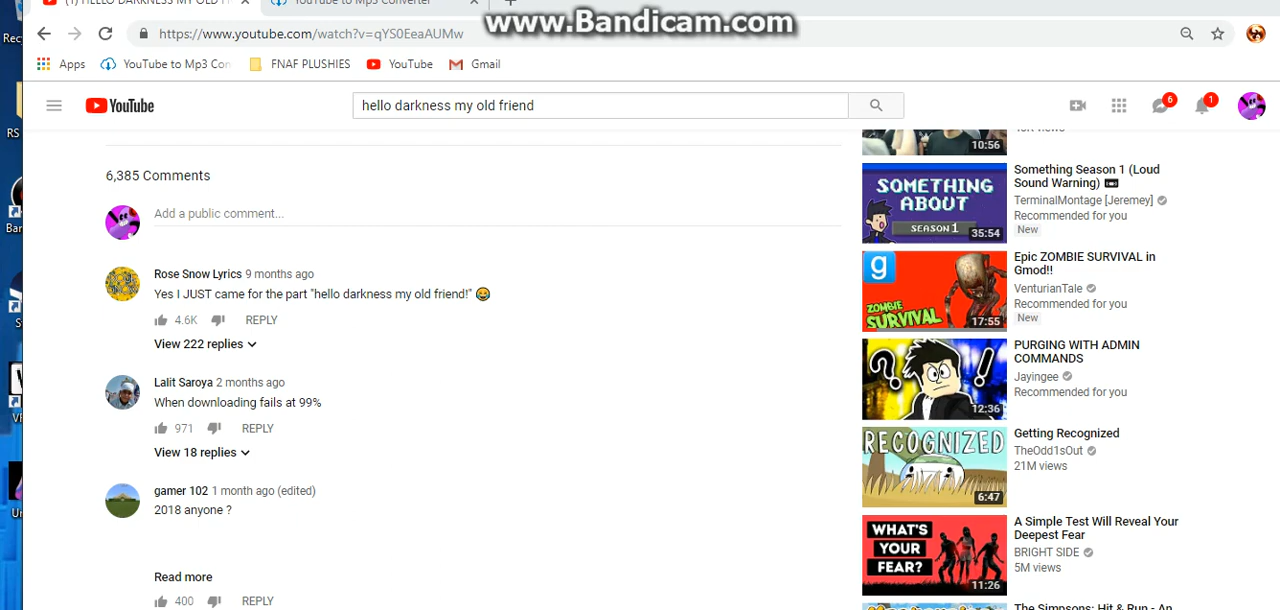 (1) HELLO DARKNESS MY OLD F
YouTube to Mp3 Converter
www.Bandicam.com
https://www.youtube.com/watch?v=qYS0EeaAUMw
Apps
YouTube to Mp3 Con
FNAF PLUSHIES
YouTube
Gmail
YouTube
hello darkness my old friend
6
1
6,385 Comments
Add a public comment...
Rose Snow Lyrics 9 months ago
Yes I JUST came for the part "hello darkness my old friend!" 😂
4.6K REPLY
View 222 replies
Lalit Saroya 2 months ago
When downloading fails at 99%
971 REPLY
View 18 replies
gamer 102 1 month ago (edited)
2018 anyone ?
Read more
400 REPLY
10:56
SOMETHING
ABOUT
SEASON 1
35:54
Something Season 1 (Loud
Sound Warning)
TerminalMontage [Jeremey]
Recommended for you
New
g
ZOMBIE
SURVIVAL
17:55
Epic ZOMBIE SURVIVAL in
Gmod!!
VenturianTale
Recommended for you
New
? !
12:36
PURGING WITH ADMIN
COMMANDS
Jayingee
Recommended for you
RECOGNIZED
6:47
Getting Recognized
TheOdd1sOut
21M views
WHAT'S
YOUR
FEAR?
11:26
A Simple Test Will Reveal Your
Deepest Fear
BRIGHT SIDE
5M views
The Simpsons: Hit & Run - An
RS